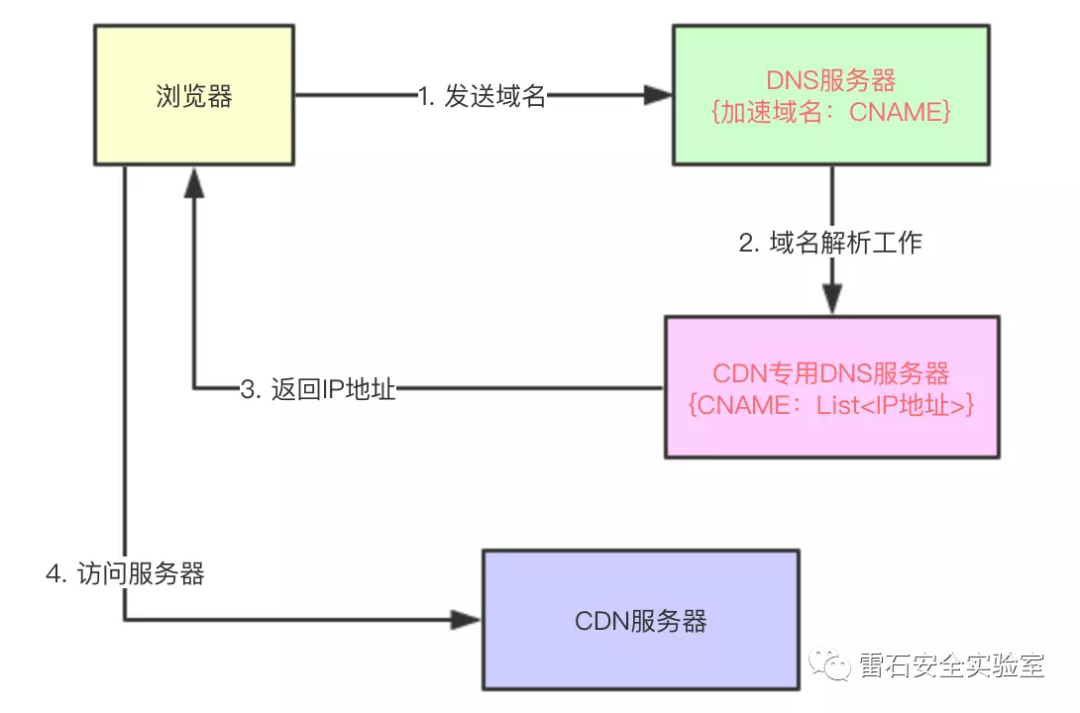 浏览器
1. 发送域名
DNS服务器
{加速域名：CNAME}
2. 域名解析工作
CDN专用DNS服务器
{CNAME：List<IP地址>}
3. 返回IP地址
4. 访问服务器
CDN服务器
雷石安全实验室